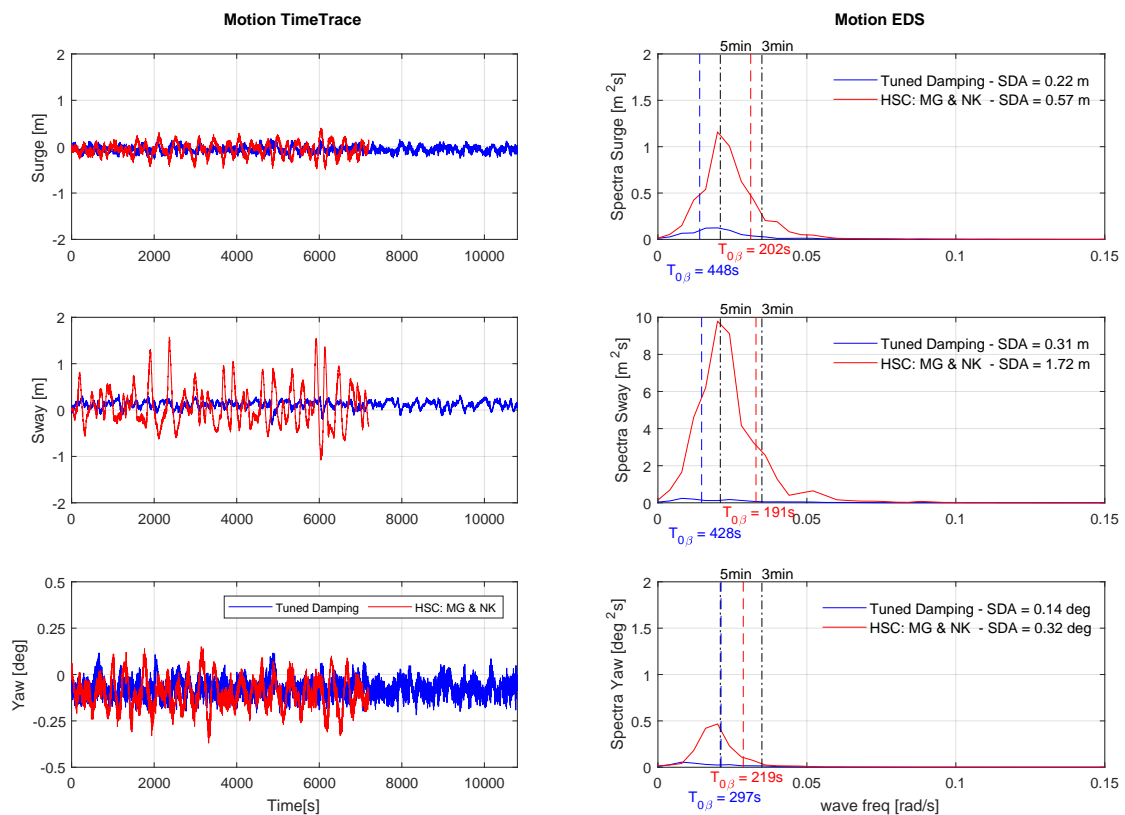 Motion TimeTrace
Motion EDS
2
1
0
-1
-2
Surge [m]
0 2000 4000 6000 8000 10000
5min 3min
2
1.5
1
0.5
0
Spectra Surge [m ²s]
Tuned Damping - SDA = 0.22 m
HSC: MG & NK - SDA = 0.57 m
0 0.05 0.1 0.15
T₀β = 202s
T₀β = 448s
2
1
0
-1
-2
Sway [m]
0 2000 4000 6000 8000 10000
5min 3min
10
8
6
4
2
0
Spectra Sway [m ²s]
Tuned Damping - SDA = 0.31 m
HSC: MG & NK - SDA = 1.72 m
0 0.05 0.1 0.15
T₀β = 191s
T₀β = 428s
0.5
0.25
0
-0.25
-0.5
Yaw [deg]
Tuned Damping HSC: MG & NK
0 2000 4000 6000 8000 10000
Time[s]
5min 3min
2
1.5
1
0.5
0
Spectra Yaw [deg ²s]
Tuned Damping - SDA = 0.14 deg
HSC: MG & NK - SDA = 0.32 deg
0 0.05 0.1 0.15
T₀β = 219s
T₀β = 297s
wave freq [rad/s]